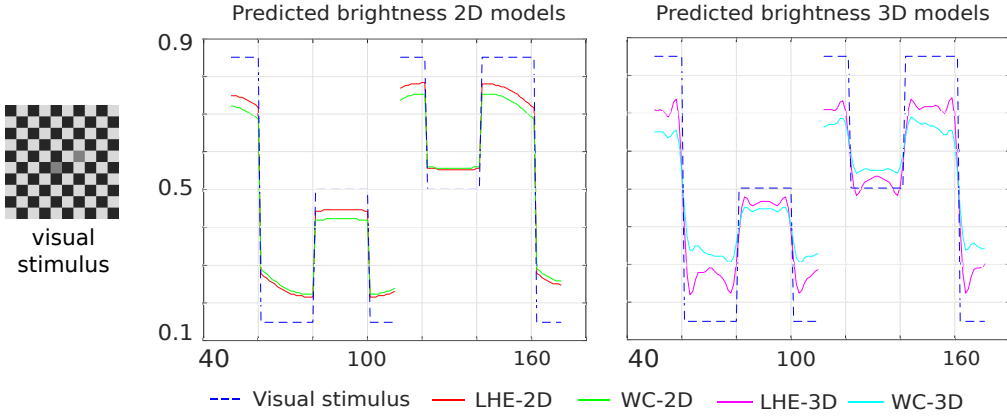 Predicted brightness 2D models
Predicted brightness 3D models
0.9
0.5
0.1
visual
stimulus
40
100
160
40
100
160
Visual stimulus
LHE-2D
WC-2D
LHE-3D
WC-3D